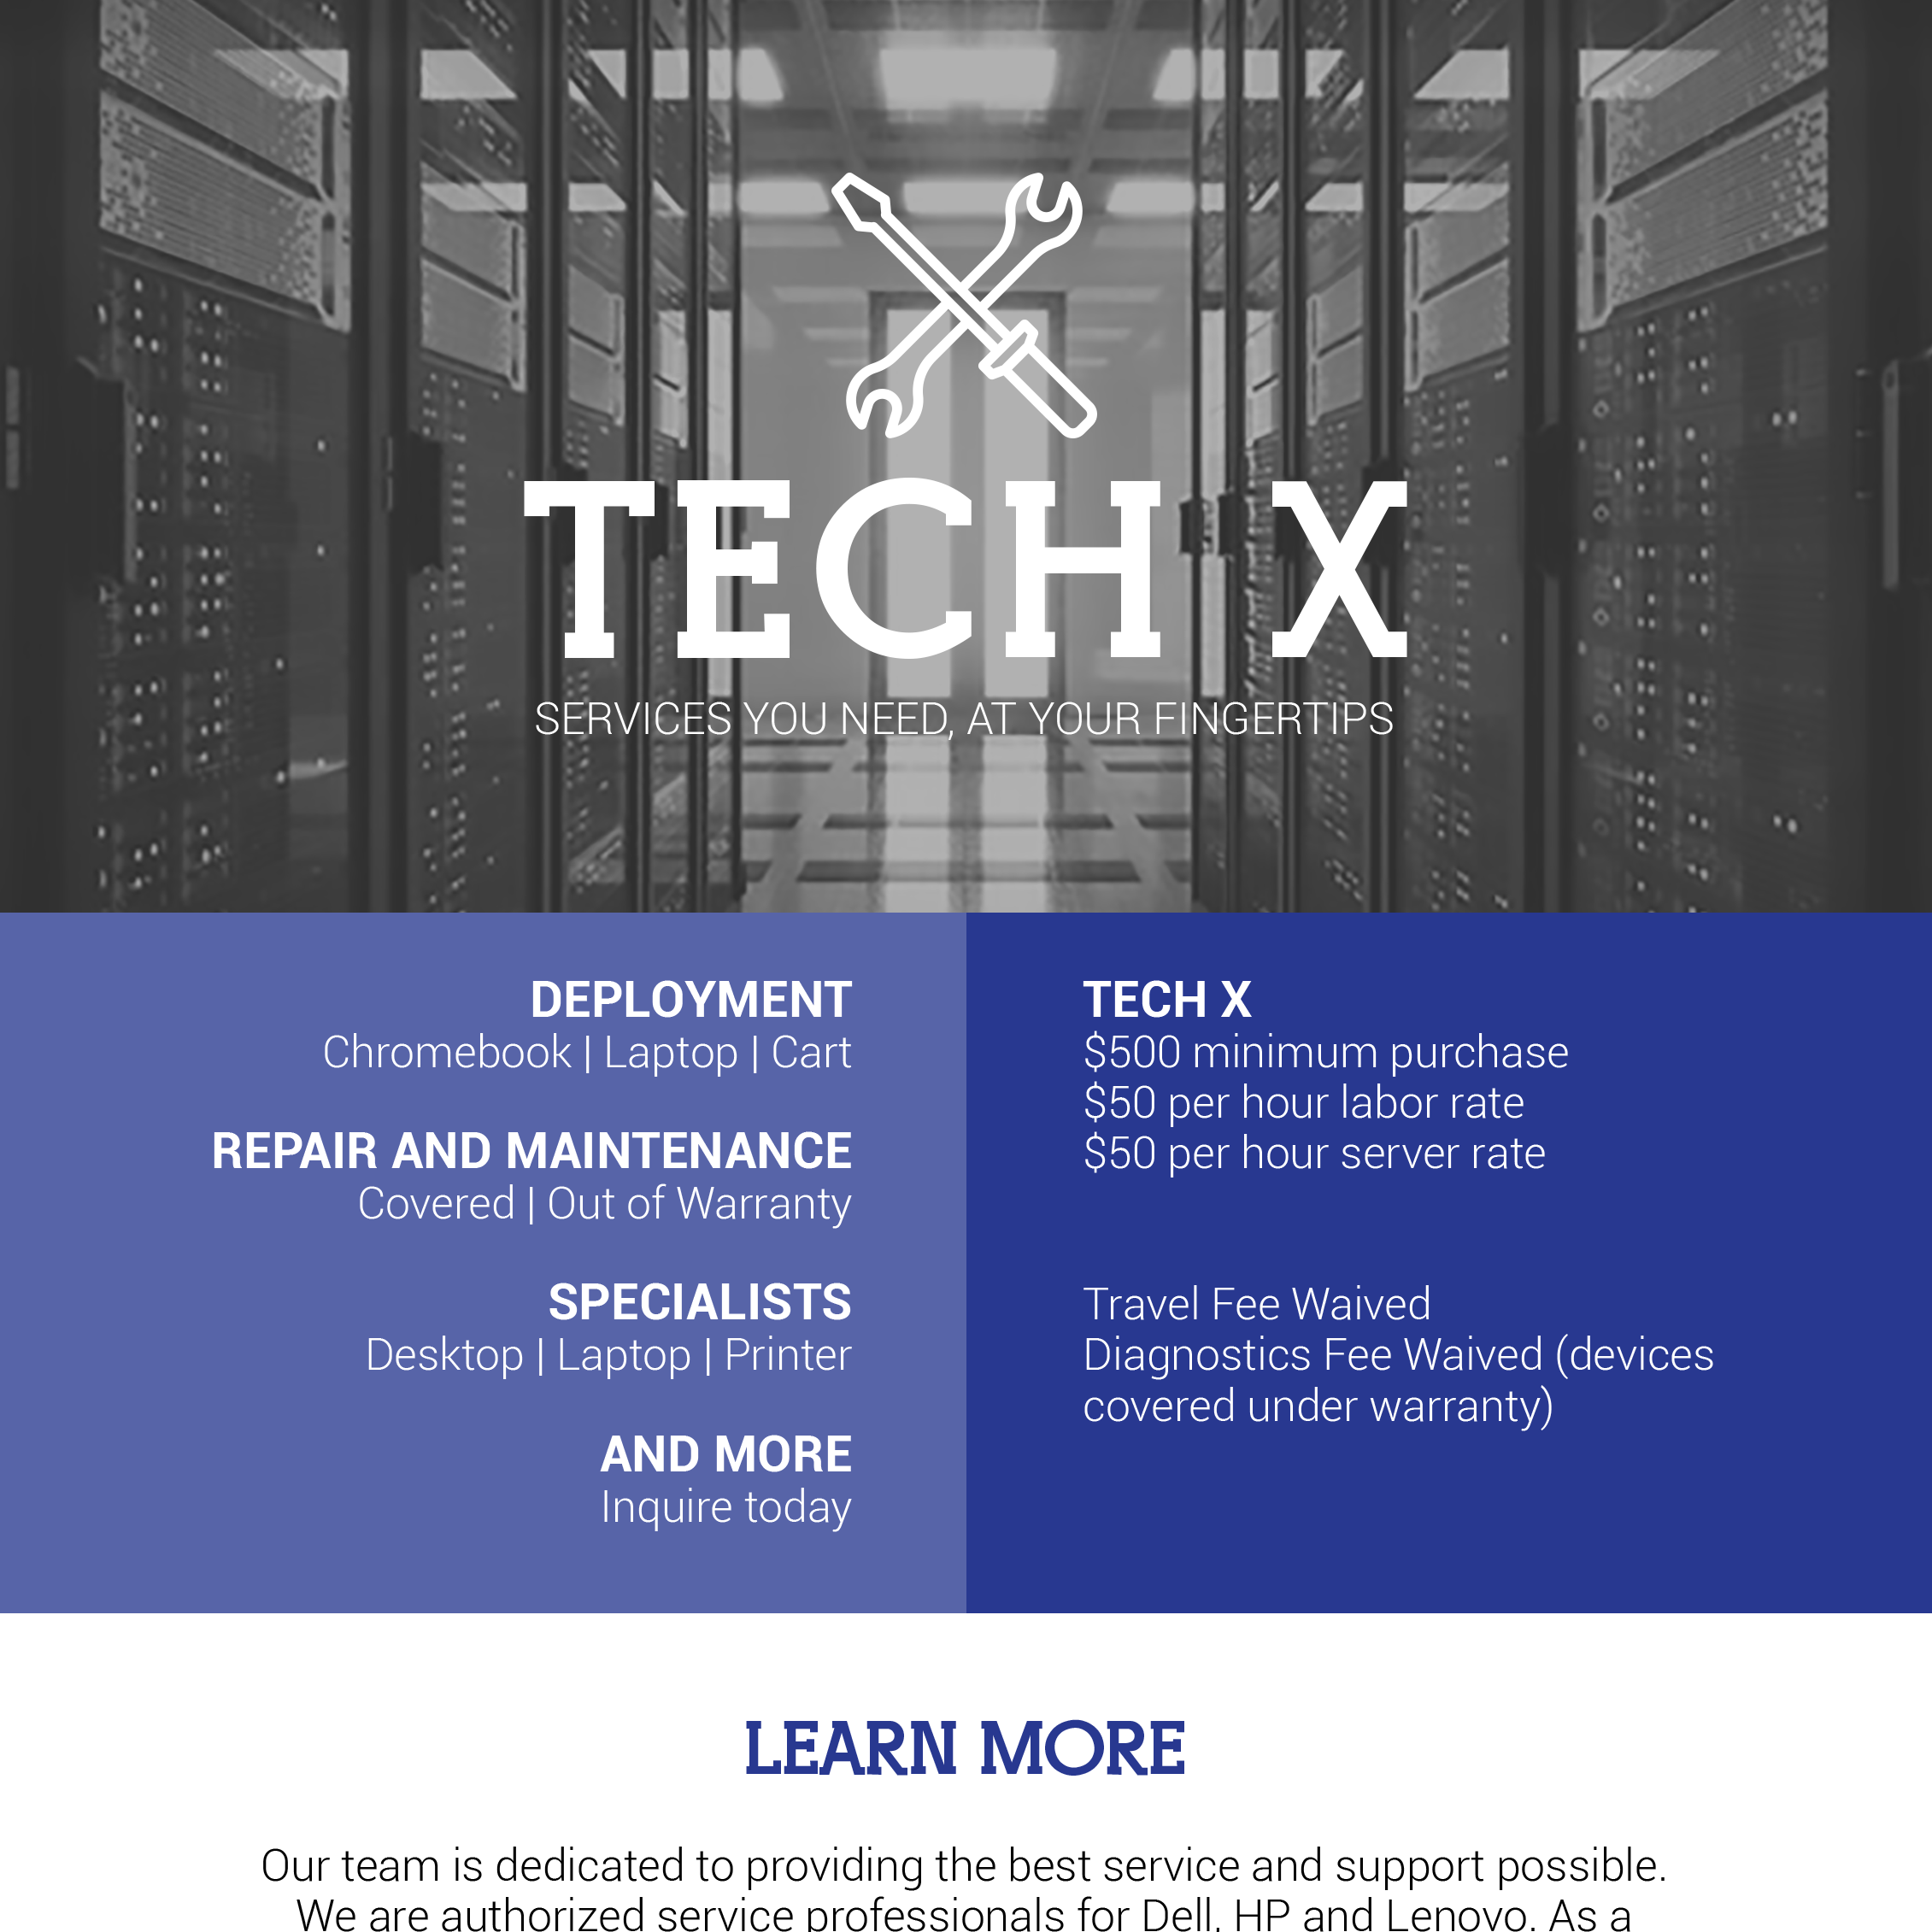 TECH X
SERVICES YOU NEED, AT YOUR FINGERTIPS
DEPLOYMENT
Chromebook | Laptop | Cart
REPAIR AND MAINTENANCE
Covered | Out of Warranty
SPECIALISTS
Desktop | Laptop | Printer
AND MORE
Inquire today
TECH X
$500 minimum purchase
$50 per hour labor rate
$50 per hour server rate
Travel Fee Waived
Diagnostics Fee Waived (devices
covered under warranty)
LEARN MORE
Our team is dedicated to providing the best service and support possible.
We are authorized service professionals for Dell, HP and Lenovo. As a